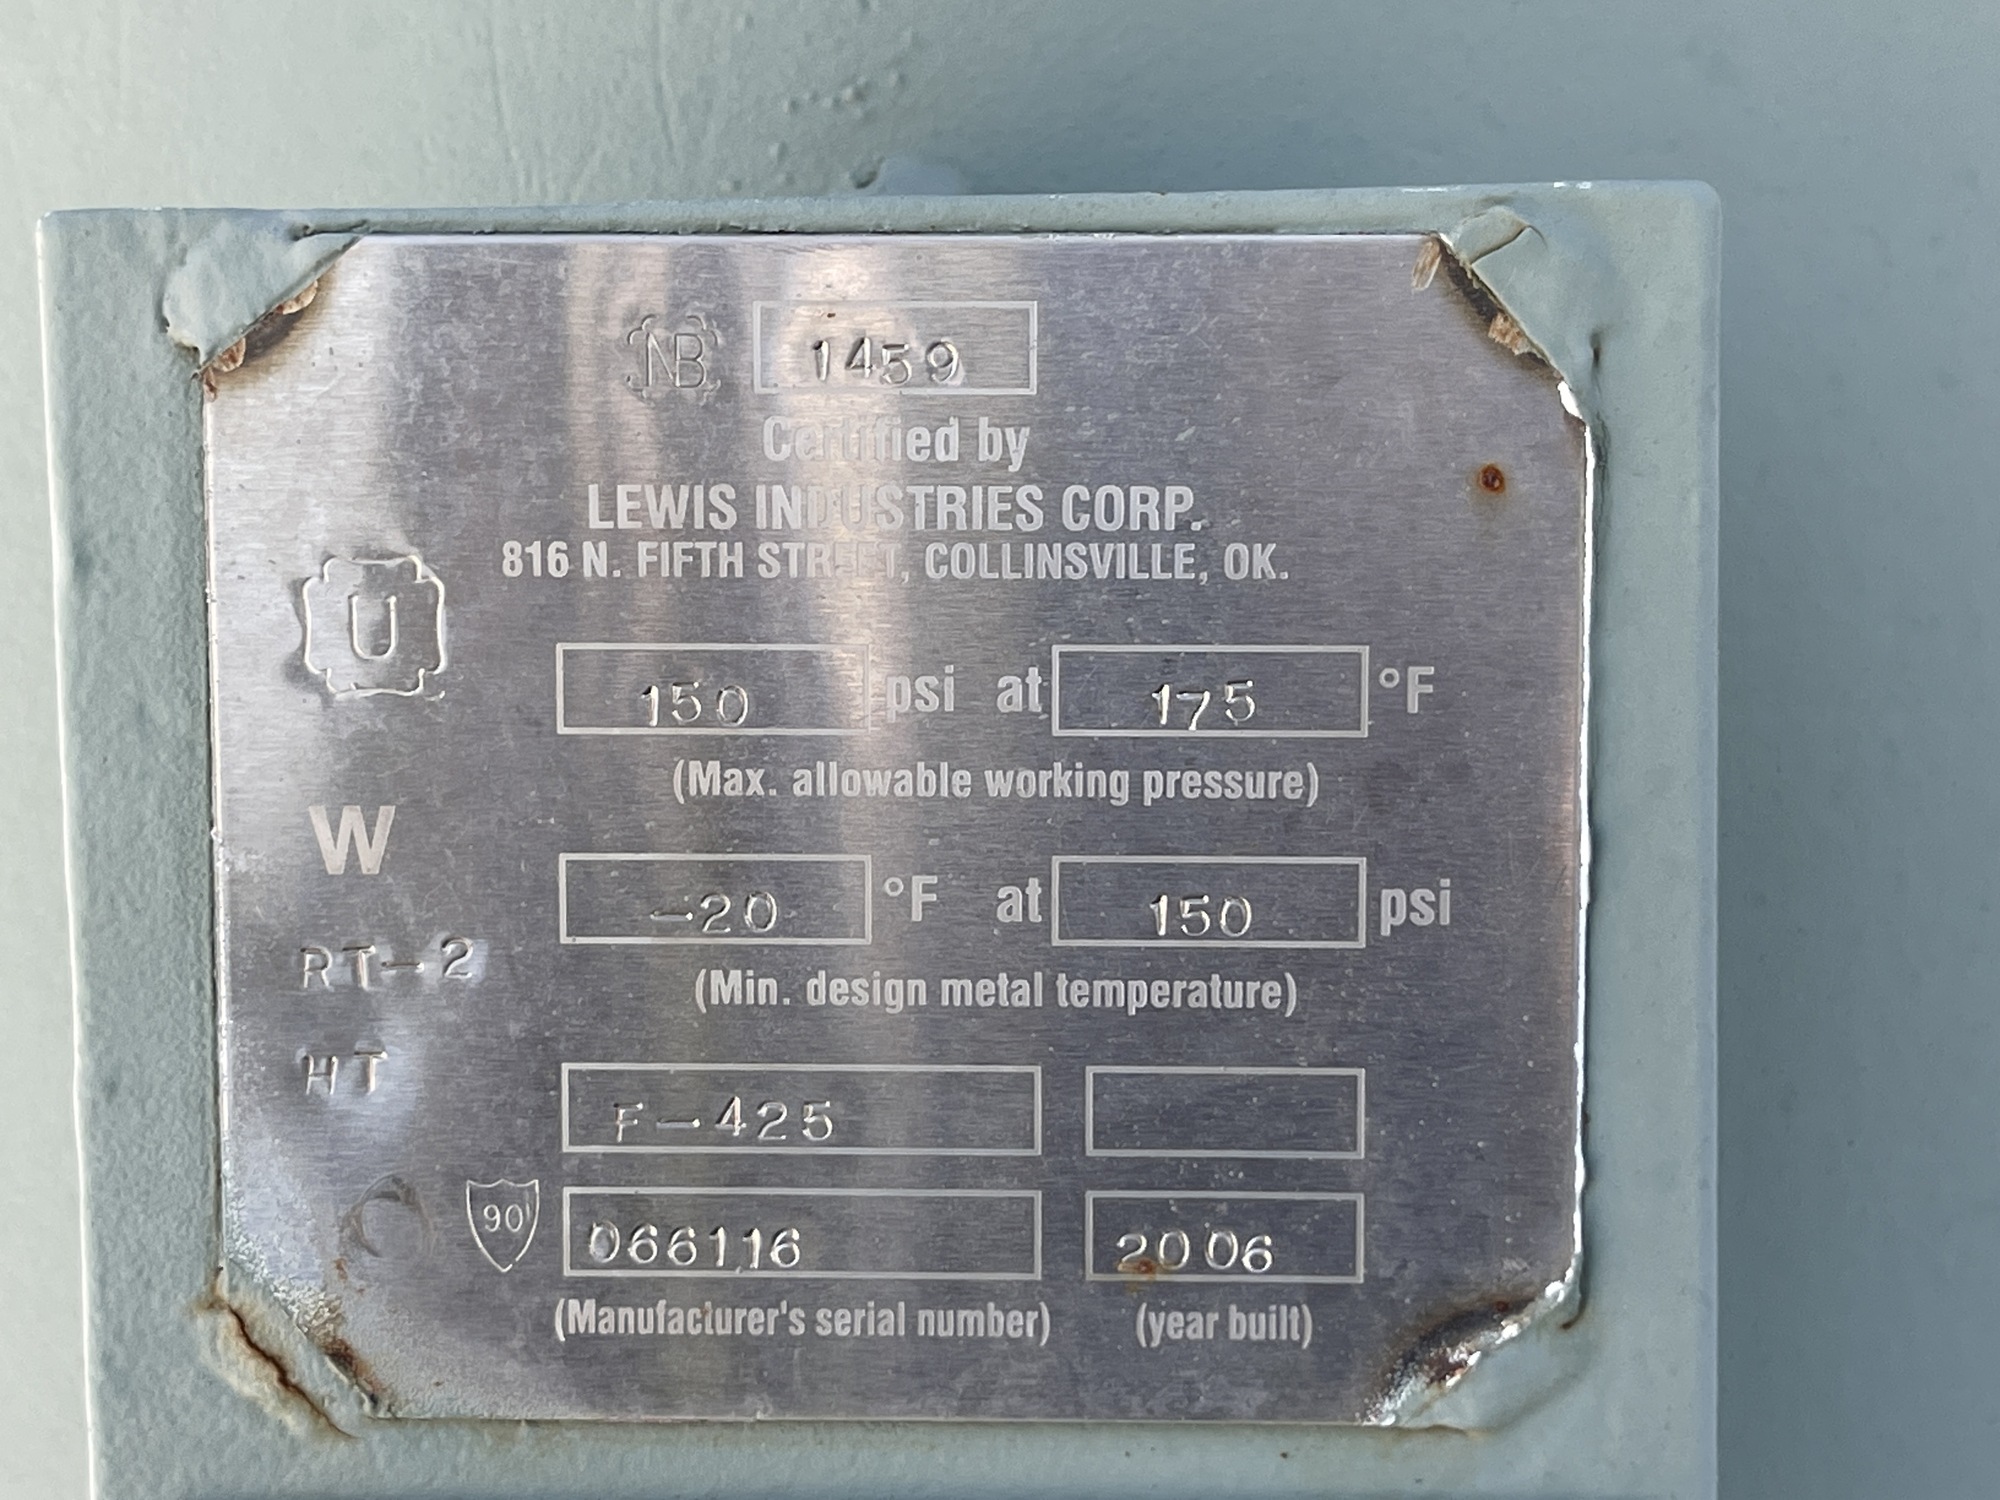 NB 1459
Certified by
LEWIS INDUSTRIES CORP.
816 N. FIFTH STREET, COLLINSVILLE, OK.
U
150 psi at 175 °F
(Max. allowable working pressure)
W
-20 °F at 150 psi
RT-2
(Min. design metal temperature)
HT
F-425
90 066116 2006
(Manufacturer's serial number) (year built)